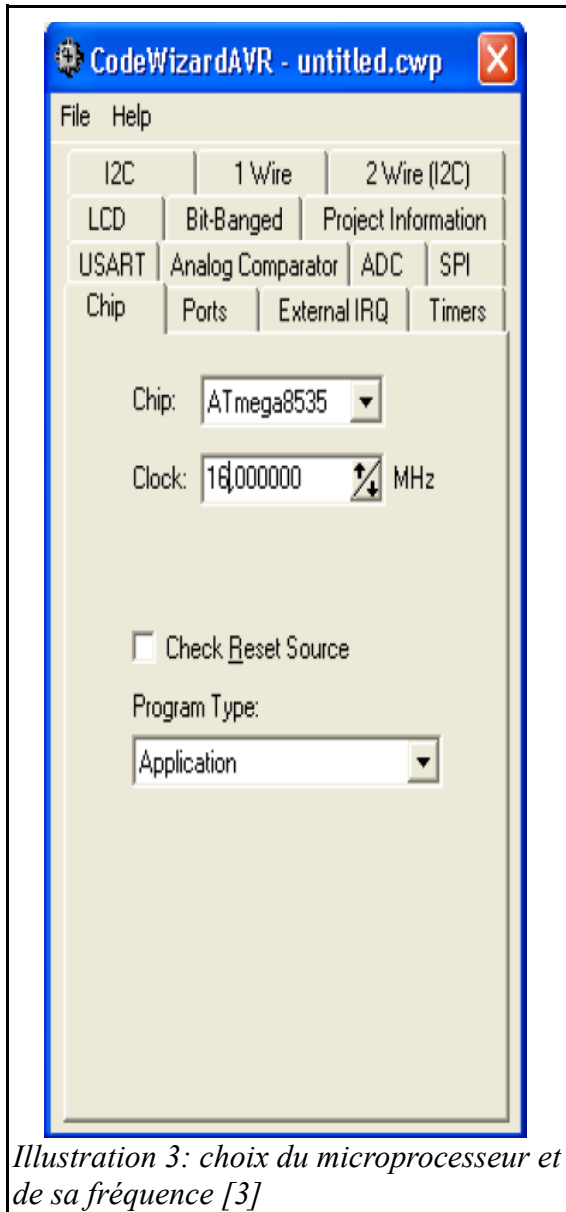 CodeWizardAVR - untitled.cwp
File Help
I2C 1 Wire 2 Wire (I2C)
LCD Bit-Banged Project Information
USART Analog Comparator ADC SPI
Chip Ports External IRQ Timers
Chip: ATmega8535
Clock: 16,000000 MHz
Check Reset Source
Program Type:
Application
Illustration 3: choix du microprocesseur et
de sa fréquence [3]